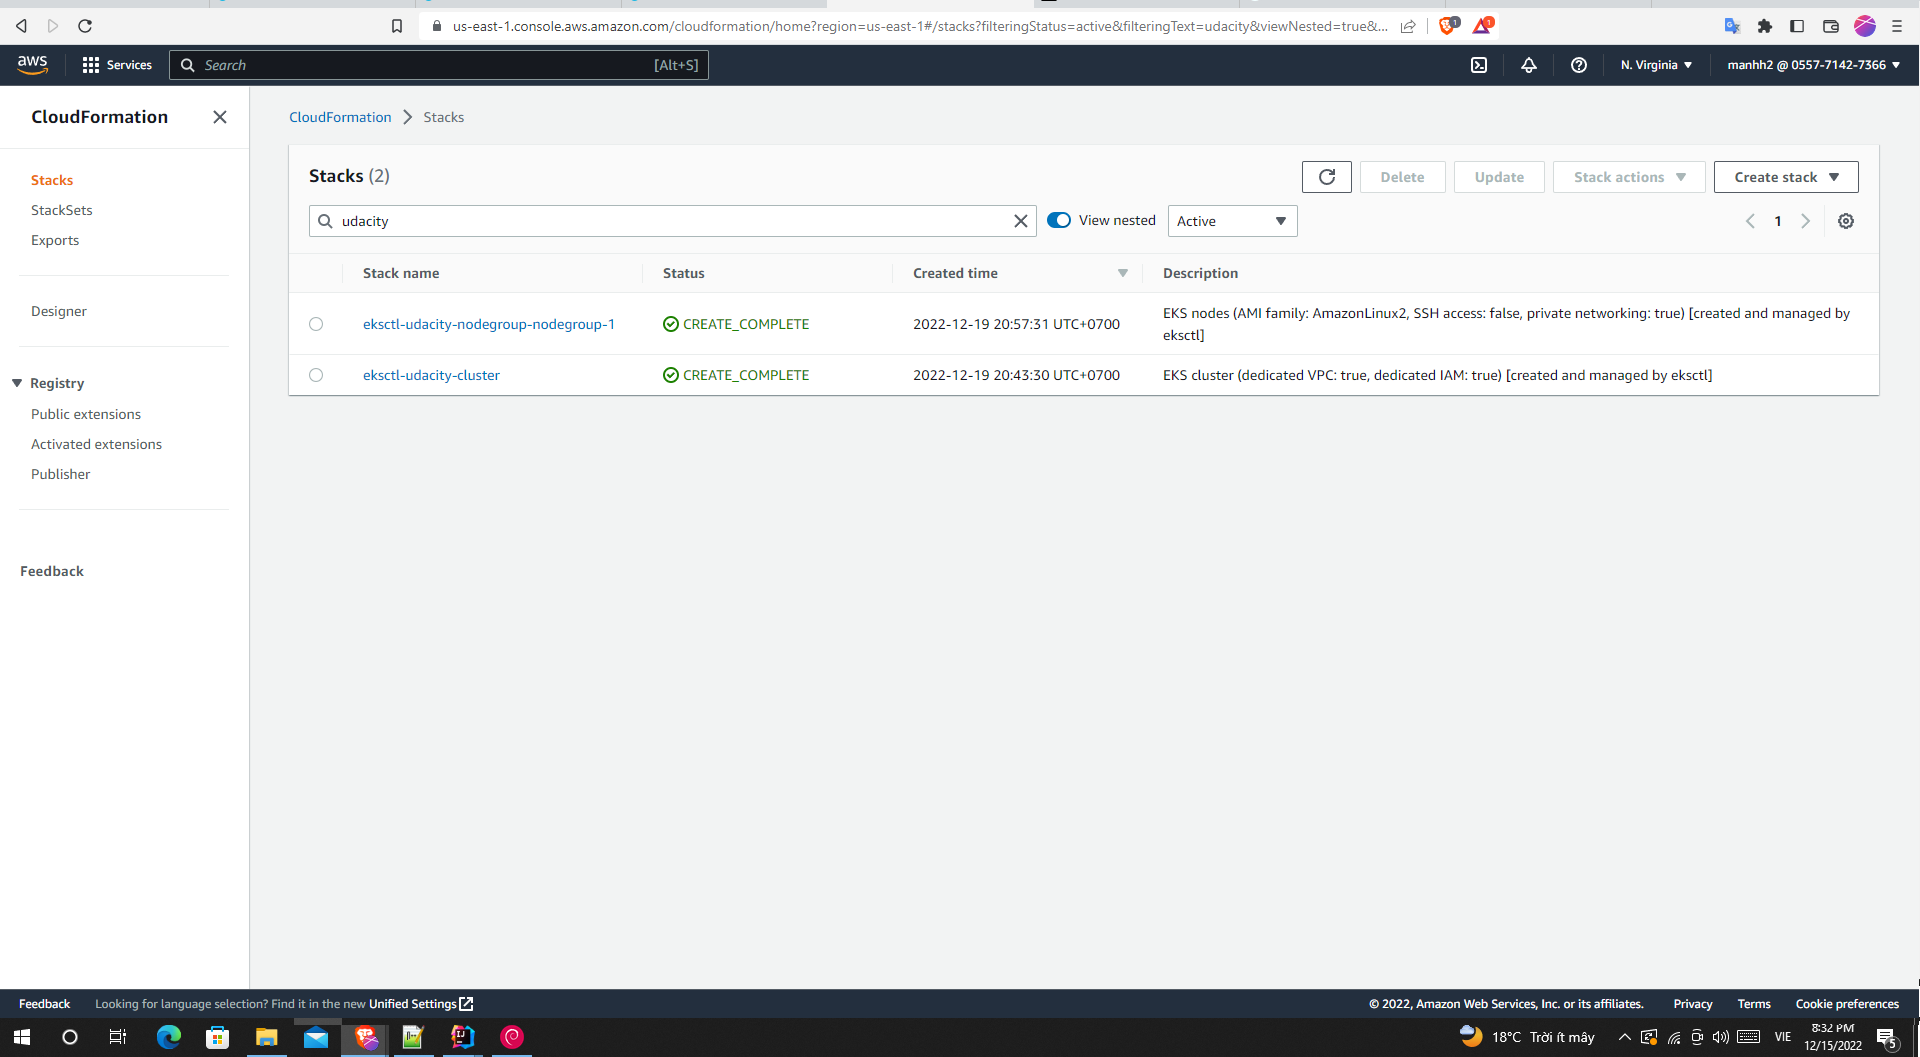 us-east-1.console.aws.amazon.com/cloudformation/home?region=us-east-1#/stacks?filteringStatus=active&filteringText=udacity&viewNested=true&...
1
1
aws
Services
Search
[Alt+S]
N. Virginia
manhh2 @ 0557-7142-7366
CloudFormation
Stacks
StackSets
Exports
Designer
Registry
Public extensions
Activated extensions
Publisher
Feedback
CloudFormation
Stacks
Stacks (2)
Delete
Update
Stack actions
Create stack
udacity
View nested
Active
1
Stack name
Status
Created time
Description
eksctl-udacity-nodegroup-nodegroup-1
CREATE_COMPLETE
2022-12-19 20:57:31 UTC+0700
EKS nodes (AMI family: AmazonLinux2, SSH access: false, private networking: true) [created and managed by
eksctl]
eksctl-udacity-cluster
CREATE_COMPLETE
2022-12-19 20:43:30 UTC+0700
EKS cluster (dedicated VPC: true, dedicated IAM: true) [created and managed by eksctl]
Feedback
Looking for language selection? Find it in the new Unified Settings
© 2022, Amazon Web Services, Inc. or its affiliates.
Privacy
Terms
Cookie preferences
18°C Trời ít mây
VIE
8:32 PM
12/15/2022
5